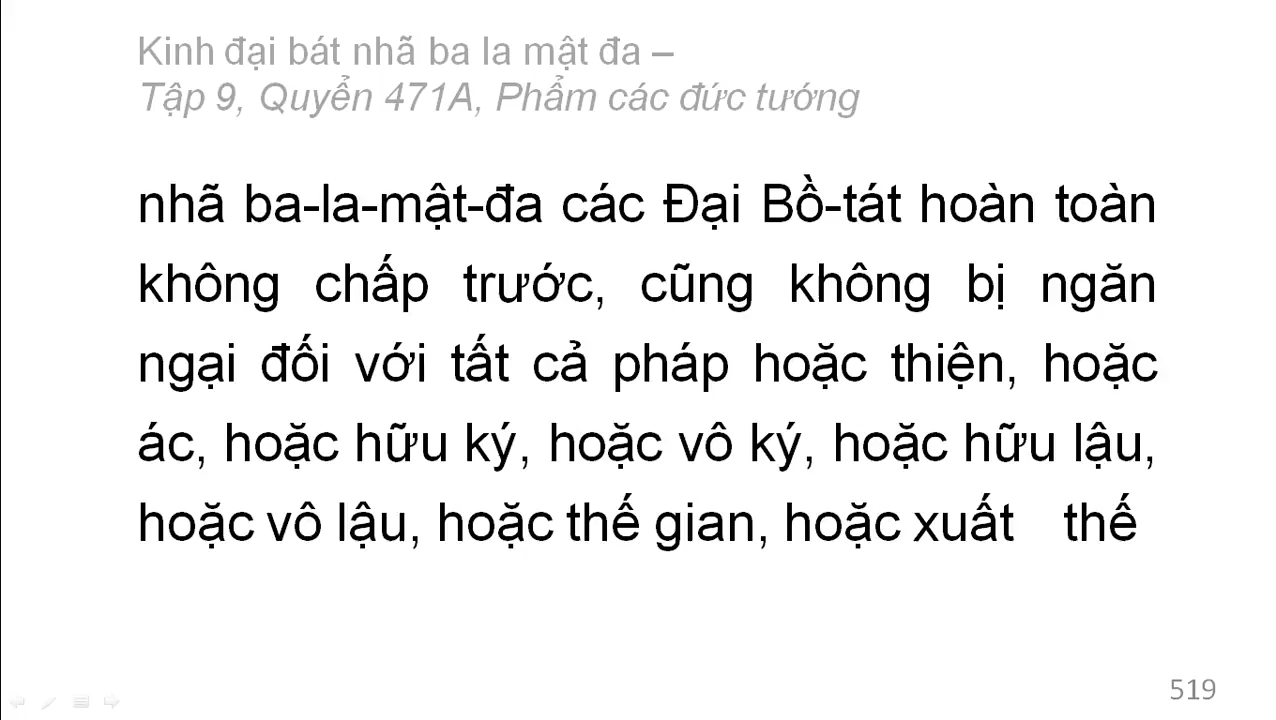 Kinh đại bát nhã ba la mật đa –
Tập 9, Quyển 471A, Phẩm các đức tướng
nhã ba-la-mật-đa các Đại Bồ-tát hoàn toàn
không chấp trước, cũng không bị ngăn
ngại đối với tất cả pháp hoặc thiện, hoặc
ác, hoặc hữu ký, hoặc vô ký, hoặc hữu lậu,
hoặc vô lậu, hoặc thế gian, hoặc xuất thế
519